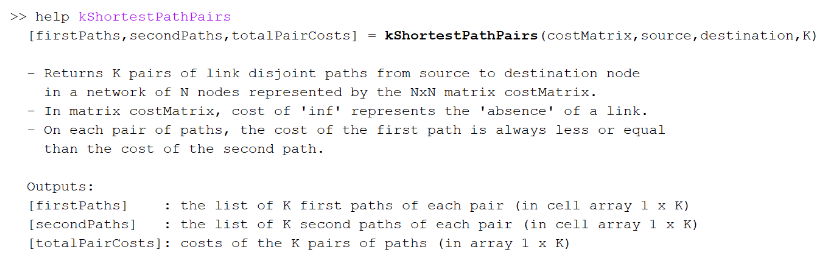 >> help kShortestPathPairs
[firstPaths,secondPaths,totalPairCosts] = kShortestPathPairs(costMatrix,source,destination,K)
- Returns K pairs of link disjoint paths from source to destination node
in a network of N nodes represented by the NxN matrix costMatrix.
- In matrix costMatrix, cost of 'inf' represents the 'absence' of a link.
- On each pair of paths, the cost of the first path is always less or equal
than the cost of the second path.
Outputs:
[firstPaths]    : the list of K first paths of each pair (in cell array 1 x K)
[secondPaths]   : the list of K second paths of each pair (in cell array 1 x K)
[totalPairCosts]: costs of the K pairs of paths (in array 1 x K)